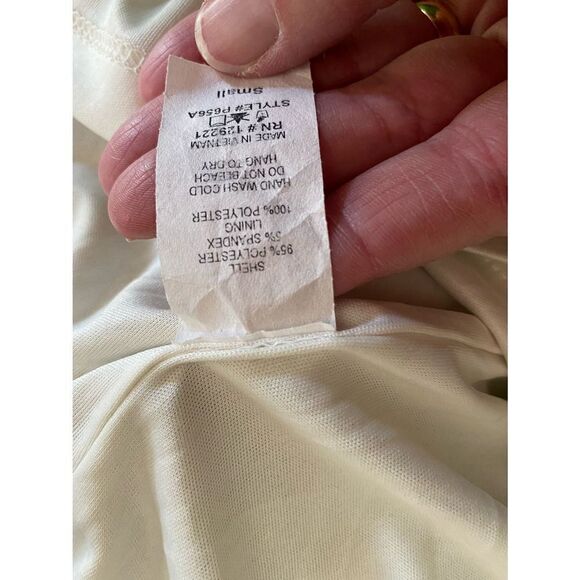 SHELL
95% POLYESTER
5% SPANDEX
LINING
100% POLYESTER
HAND WASH COLD
DO NOT BLEACH
HANG TO DRY
MADE IN VIETNAM
RN # 129221
STYLE# P656A
Small